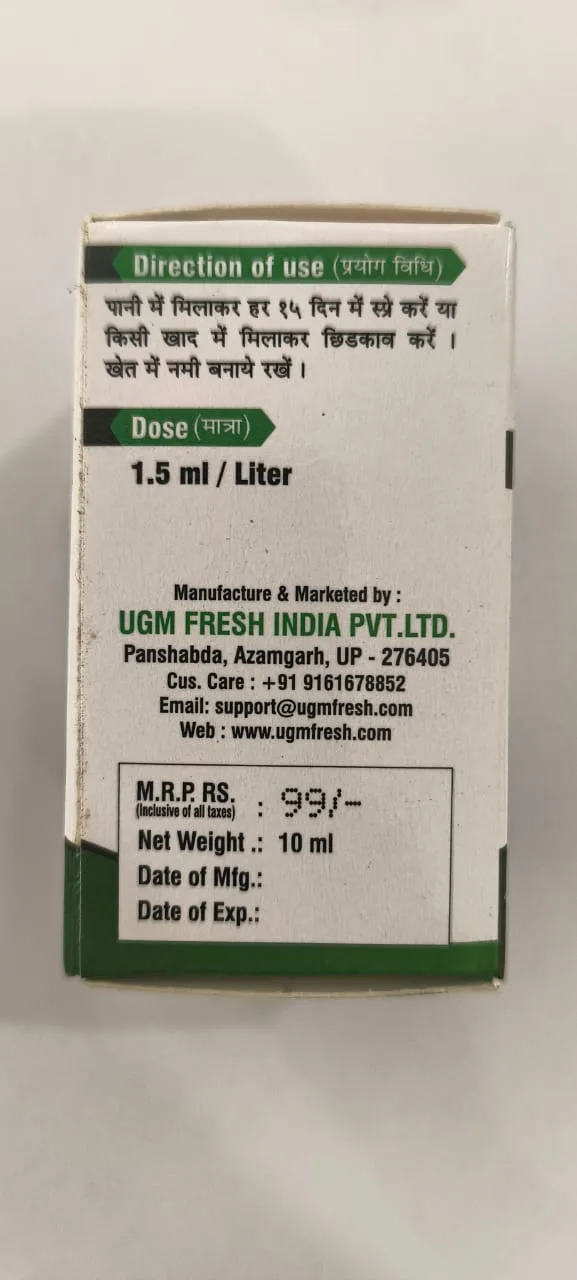 Direction of use (प्रयोग विधि)
पानी में मिलाकर हर १५ दिन में स्प्रे करें या
किसी खाद में मिलाकर छिडकाव करें ।
खेत में नमी बनाये रखें ।
Dose (मात्रा)
1.5 ml / Liter
Manufacture & Marketed by :
UGM FRESH INDIA PVT.LTD.
Panshabda, Azamgarh, UP - 276405
Cus. Care : +91 9161678852
Email: support@ugmfresh.com
Web : www.ugmfresh.com
M.R.P. RS. : 99/-
(Inclusive of all taxes)
Net Weight .: 10 ml
Date of Mfg.:
Date of Exp.: